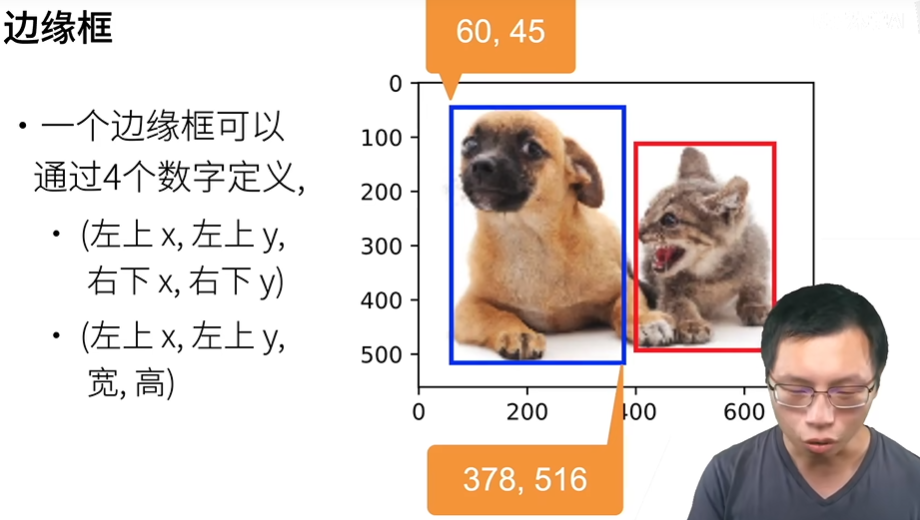 边缘框
60, 45
• 一个边缘框可以
通过4个数字定义,
• (左上 x, 左上 y,
右下 x, 右下 y)
• (左上 x, 左上 y,
宽, 高)
0
100
200
300
400
500
0
200
400
600
378, 516